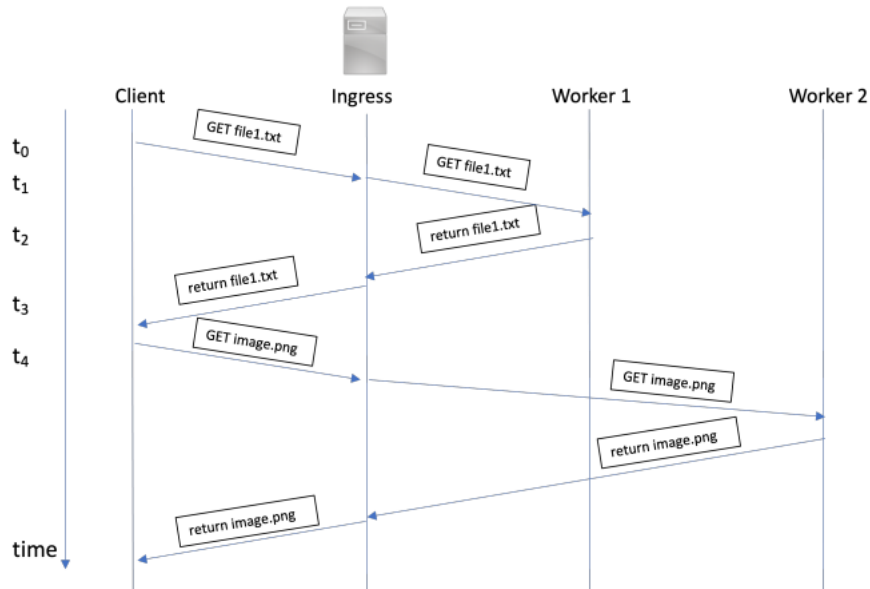 Client
Ingress
Worker 1
Worker 2
GET file1.txt
t0
GET file1.txt
t1
return file1.txt
t2
return file1.txt
t3
GET image.png
t4
GET image.png
return image.png
return image.png
time